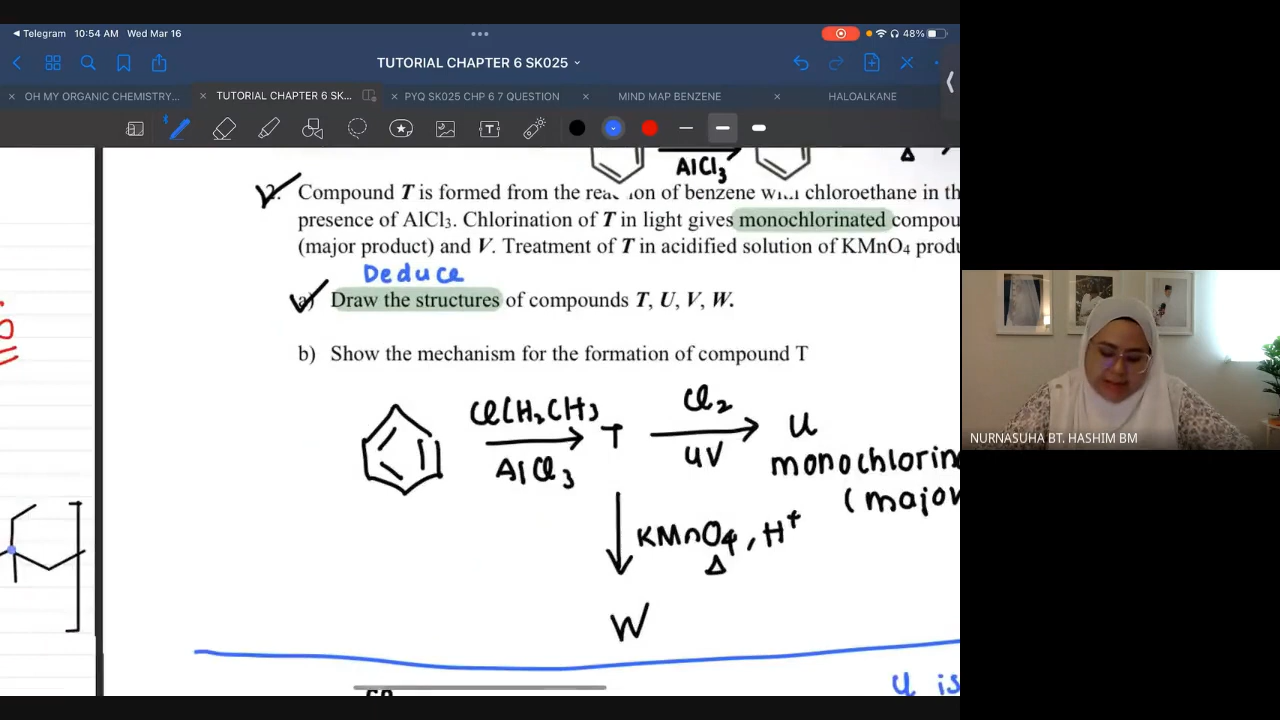 Telegram 10:54 AM Wed Mar 16
48%
TUTORIAL CHAPTER 6 SK025
OH MY ORGANIC CHEMISTRY...
TUTORIAL CHAPTER 6 SK...
PYQ SK025 CHP 6 7 QUESTION
MIND MAP BENZENE
HALOALKANE
AlCl3
Δ
Compound T is formed from the reac ion of benzene with chloroethane in th
presence of AlCl3. Chlorination of T in light gives monochlorinated compou
(major product) and V. Treatment of T in acidified solution of KMnO4 produ
Deduce
a) Draw the structures of compounds T, U, V, W.
b) Show the mechanism for the formation of compound T
ClCH2CH3
AlCl3
T
Cl2
UV
U
monochlorin
(major
KMnO4, H+
Δ
W
U is
NURNASUHA BT. HASHIM BM